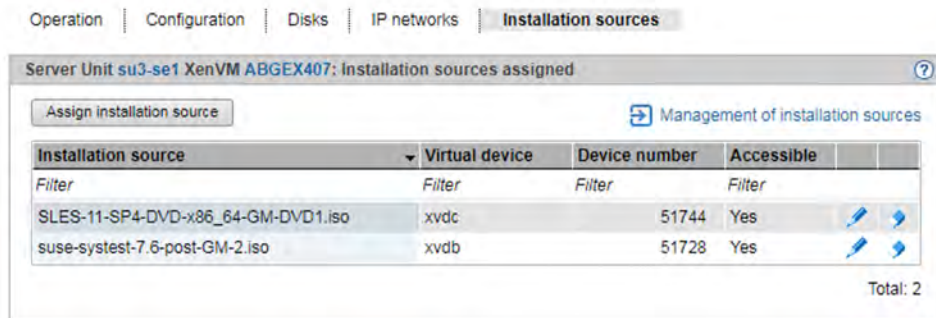 Operation Configuration Disks IP networks Installation sources
Server Unit su3-se1 XenVM ABGEX407: Installation sources assigned ?
Assign installation source Management of installation sources
Installation source Virtual device Device number Accessible
Filter Filter Filter Filter
SLES-11-SP4-DVD-x86_64-GM-DVD1.iso xvdc 51744 Yes
suse-systest-7.6-post-GM-2.iso xvdb 51728 Yes
Total: 2